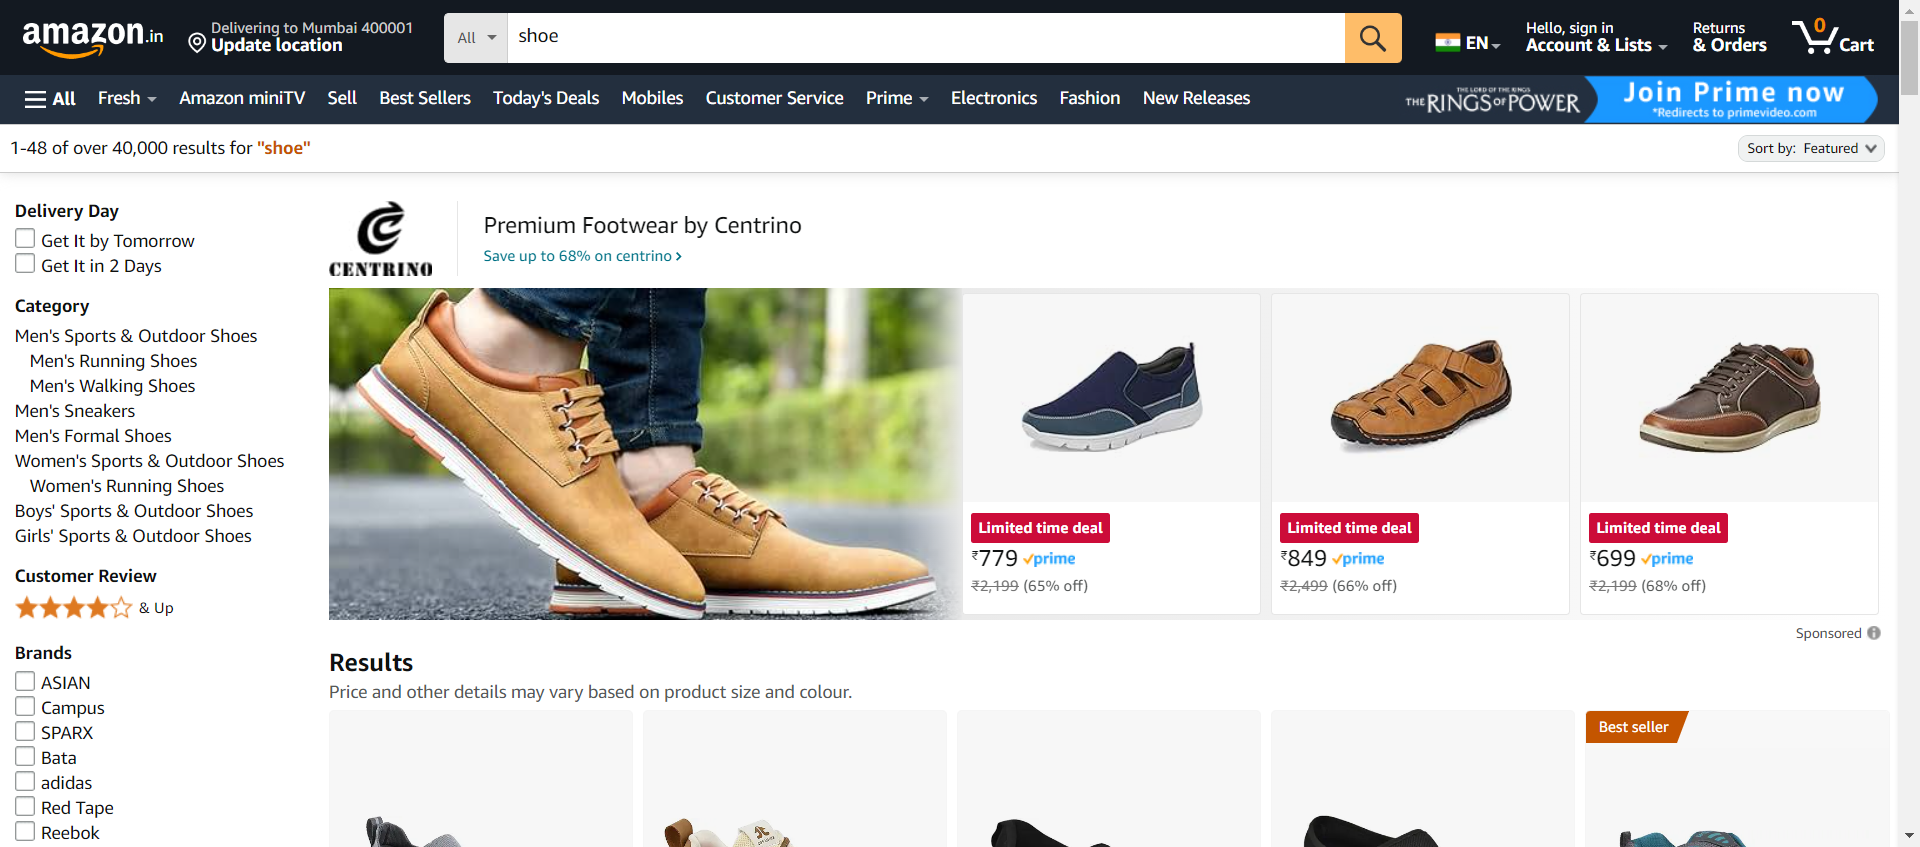 amazon.in
Delivering to Mumbai 400001
Update location
All
shoe
EN
Hello, sign in
Account & Lists
Returns
& Orders
0
Cart
All
Fresh
Amazon miniTV
Sell
Best Sellers
Today's Deals
Mobiles
Customer Service
Prime
Electronics
Fashion
New Releases
THE LORD OF THE RINGS
THE RINGS OF POWER
Join Prime now
*Redirects to primevideo.com
1-48 of over 40,000 results for "shoe"
Sort by: Featured
Delivery Day
Get It by Tomorrow
Get It in 2 Days
Category
Men's Sports & Outdoor Shoes
Men's Running Shoes
Men's Walking Shoes
Men's Sneakers
Men's Formal Shoes
Women's Sports & Outdoor Shoes
Women's Running Shoes
Boys' Sports & Outdoor Shoes
Girls' Sports & Outdoor Shoes
Customer Review
& Up
Brands
ASIAN
Campus
SPARX
Bata
adidas
Red Tape
Reebok
CENTRINO
Premium Footwear by Centrino
Save up to 68% on centrino ›
Limited time deal
₹779 prime
₹2,199 (65% off)
Limited time deal
₹849 prime
₹2,499 (66% off)
Limited time deal
₹699 prime
₹2,199 (68% off)
Sponsored
Results
Price and other details may vary based on product size and colour.
Best seller